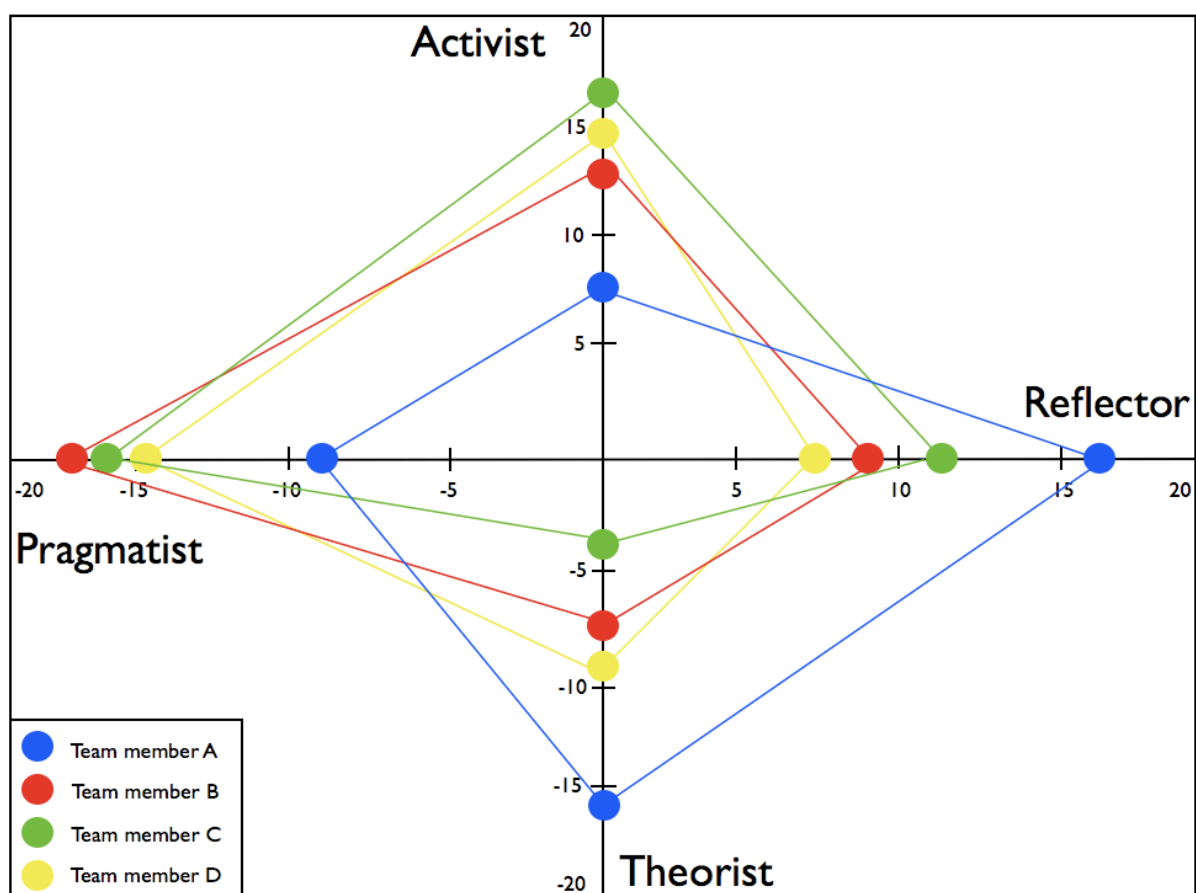 20
Activist
15
10
5
Reflector
-20 -15 -10 -5 5 10 15 20
Pragmatist
-5
-10
-15
-20
Theorist
Team member A
Team member B
Team member C
Team member D